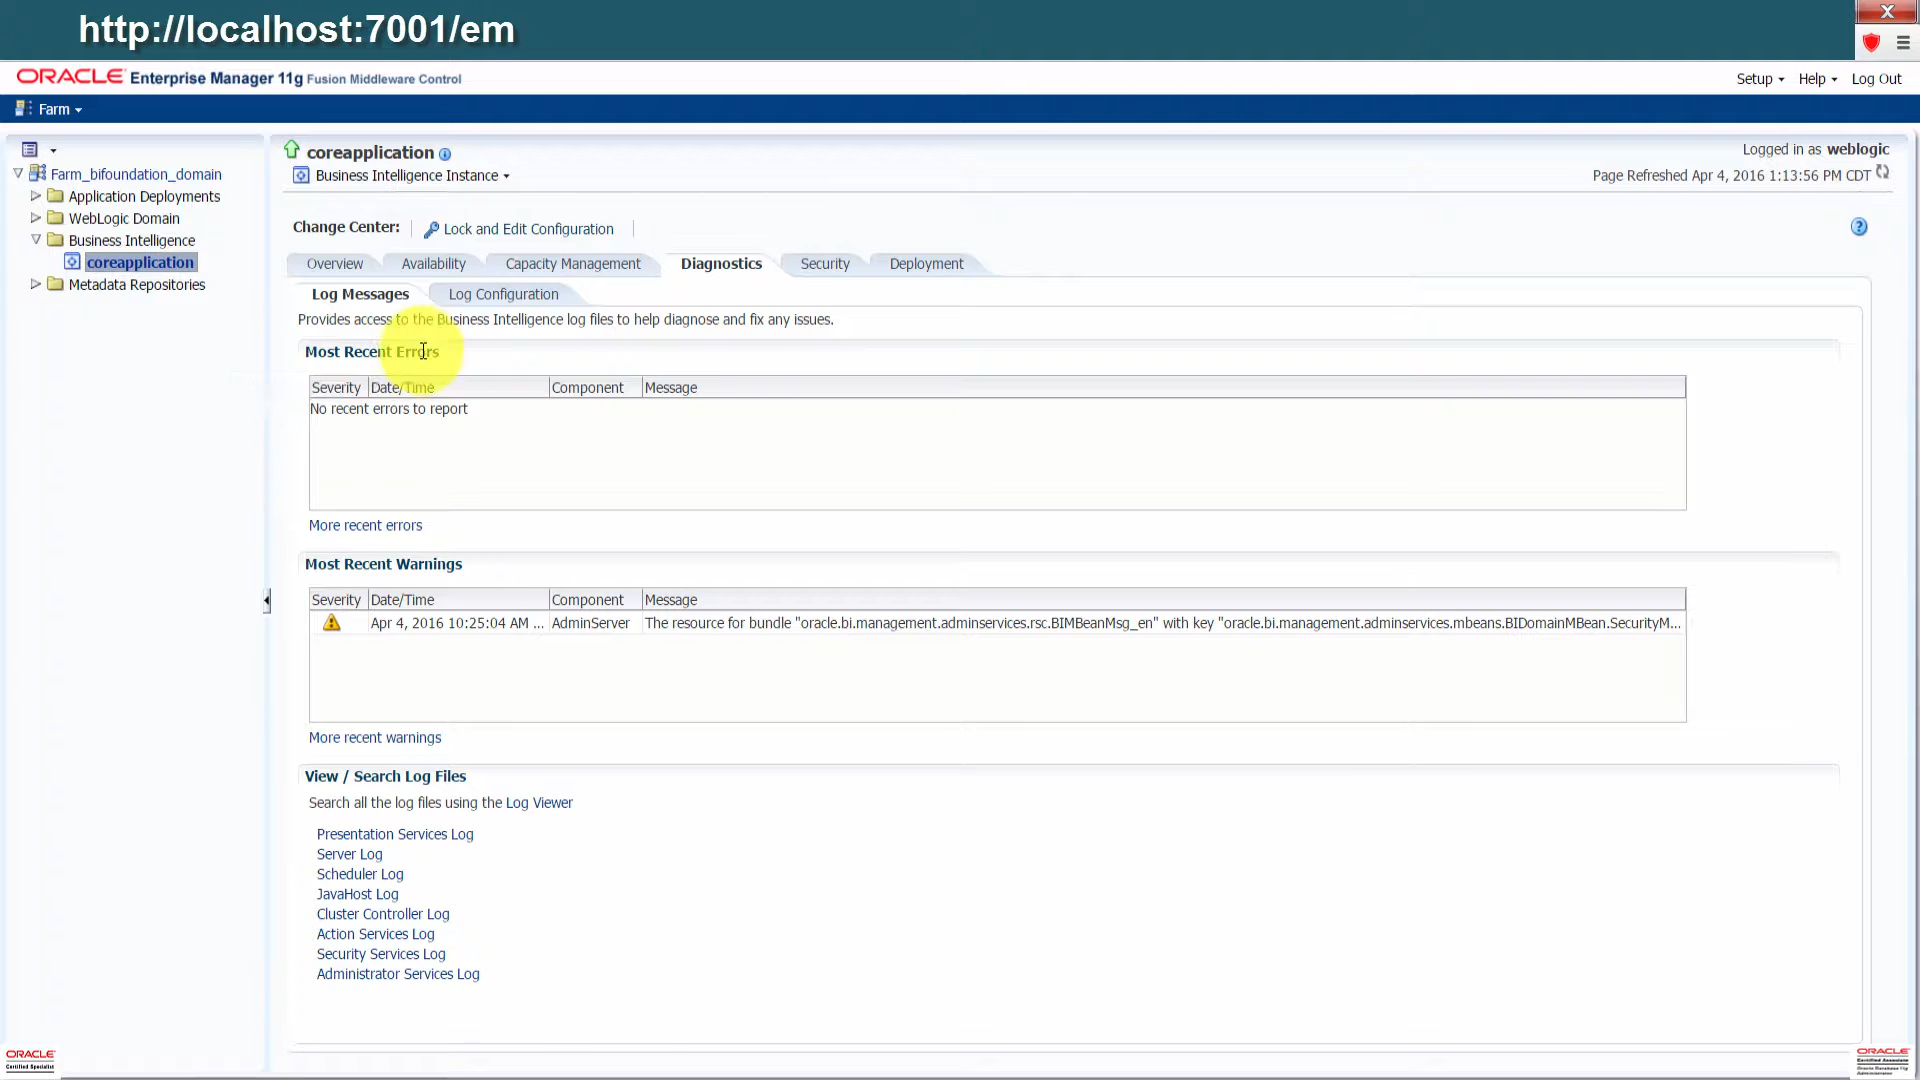 http://localhost:7001/em
X
ORACLE Enterprise Manager 11g Fusion Middleware Control
Setup Help Log Out
Farm
coreapplication
Logged in as weblogic
Business Intelligence Instance
Page Refreshed Apr 4, 2016 1:13:56 PM CDT
Farm_bifoundation_domain
Application Deployments
WebLogic Domain
Business Intelligence
coreapplication
Metadata Repositories
Change Center: Lock and Edit Configuration
Overview Availability Capacity Management Diagnostics Security Deployment
Log Messages Log Configuration
Provides access to the Business Intelligence log files to help diagnose and fix any issues.
Most Recent Errors
Severity Date/Time Component Message
No recent errors to report
More recent errors
Most Recent Warnings
Severity Date/Time Component Message
Apr 4, 2016 10:25:04 AM ... AdminServer The resource for bundle "oracle.bi.management.adminservices.rsc.BIMBeanMsg_en" with key "oracle.bi.management.adminservices.mbeans.BIDomainMBean.SecurityM...
More recent warnings
View / Search Log Files
Search all the log files using the Log Viewer
Presentation Services Log
Server Log
Scheduler Log
JavaHost Log
Cluster Controller Log
Action Services Log
Security Services Log
Administrator Services Log
ORACLE
Certified Specialist
ORACLE
Certified Associate